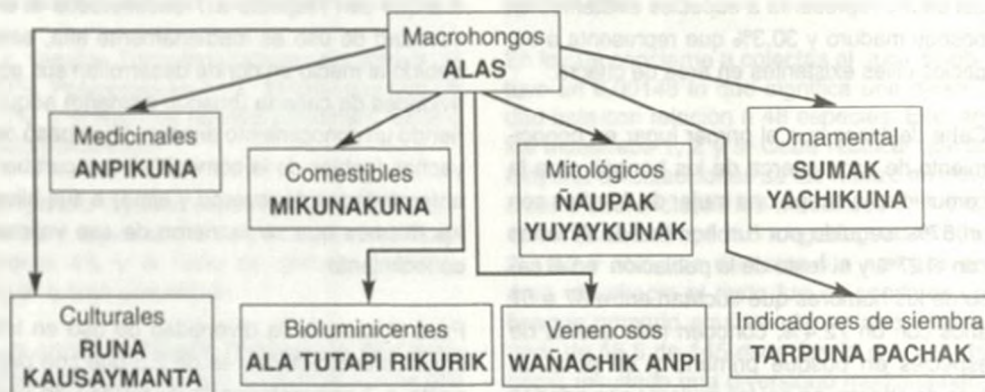 Macrohongos
ALAS
Medicinales
ANPIKUNA
Comestibles
MIKUNAKUNA
Mitológicos
ÑAUPAK
YUYAYKUNAK
Ornamental
SUMAK
YACHIKUNA
Culturales
RUNA
KAUSAYMANTA
Bioluminicentes
ALA TUTAPI RIKURIK
Venenosos
WAÑACHIK ANPI
Indicadores de siembra
TARPUNA PACHAK